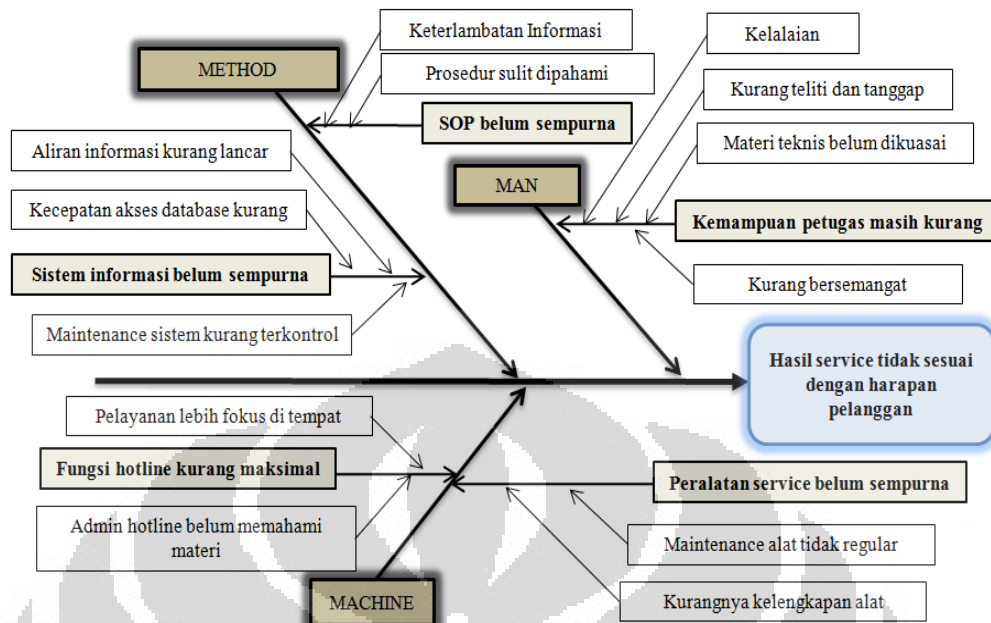 Keterlambatan Informasi
Kelalaian
METHOD
Prosedur sulit dipahami
Kurang teliti dan tanggap
SOP belum sempurna
Materi teknis belum dikuasai
Aliran informasi kurang lancar
MAN
Kecepatan akses database kurang
Kemampuan petugas masih kurang
Sistem informasi belum sempurna
Kurang bersemangat
Maintenance sistem kurang terkontrol
Hasil service tidak sesuai
dengan harapan
pelanggan
Pelayanan lebih fokus di tempat
Fungsi hotline kurang maksimal
Peralatan service belum sempurna
Admin hotline belum memahami
materi
Maintenance alat tidak regular
MACHINE
Kurangnya kelengkapan alat